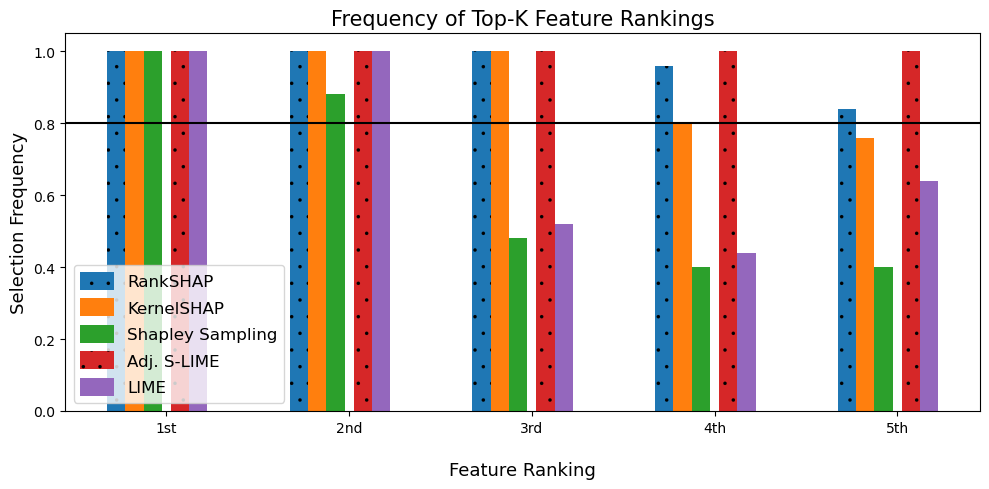 Frequency of Top-K Feature Rankings
Selection Frequency
1.0
0.8
0.6
0.4
0.2
0.0
RankSHAP
KernelSHAP
Shapley Sampling
Adj. S-LIME
LIME
1st 2nd 3rd 4th 5th
Feature Ranking